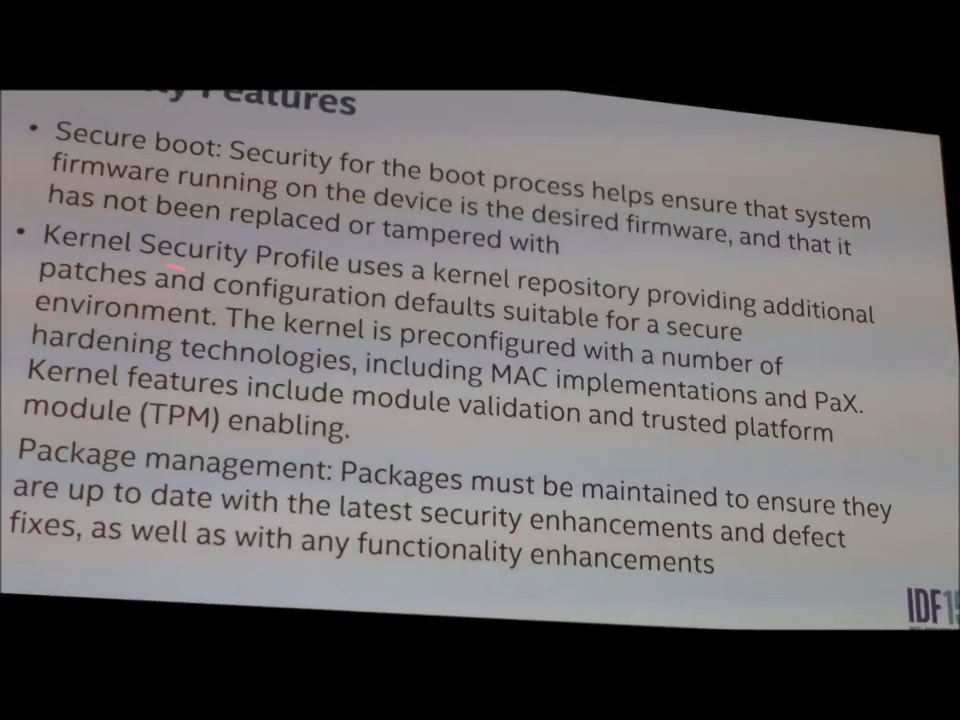 Features
• Secure boot: Security for the boot process helps ensure that system
firmware running on the device is the desired firmware, and that it
has not been replaced or tampered with
• Kernel Security Profile uses a kernel repository providing additional
patches and configuration defaults suitable for a secure
environment. The kernel is preconfigured with a number of
hardening technologies, including MAC implementations and PaX.
Kernel features include module validation and trusted platform
module (TPM) enabling.
Package management: Packages must be maintained to ensure they
are up to date with the latest security enhancements and defect
fixes, as well as with any functionality enhancements
IDF15